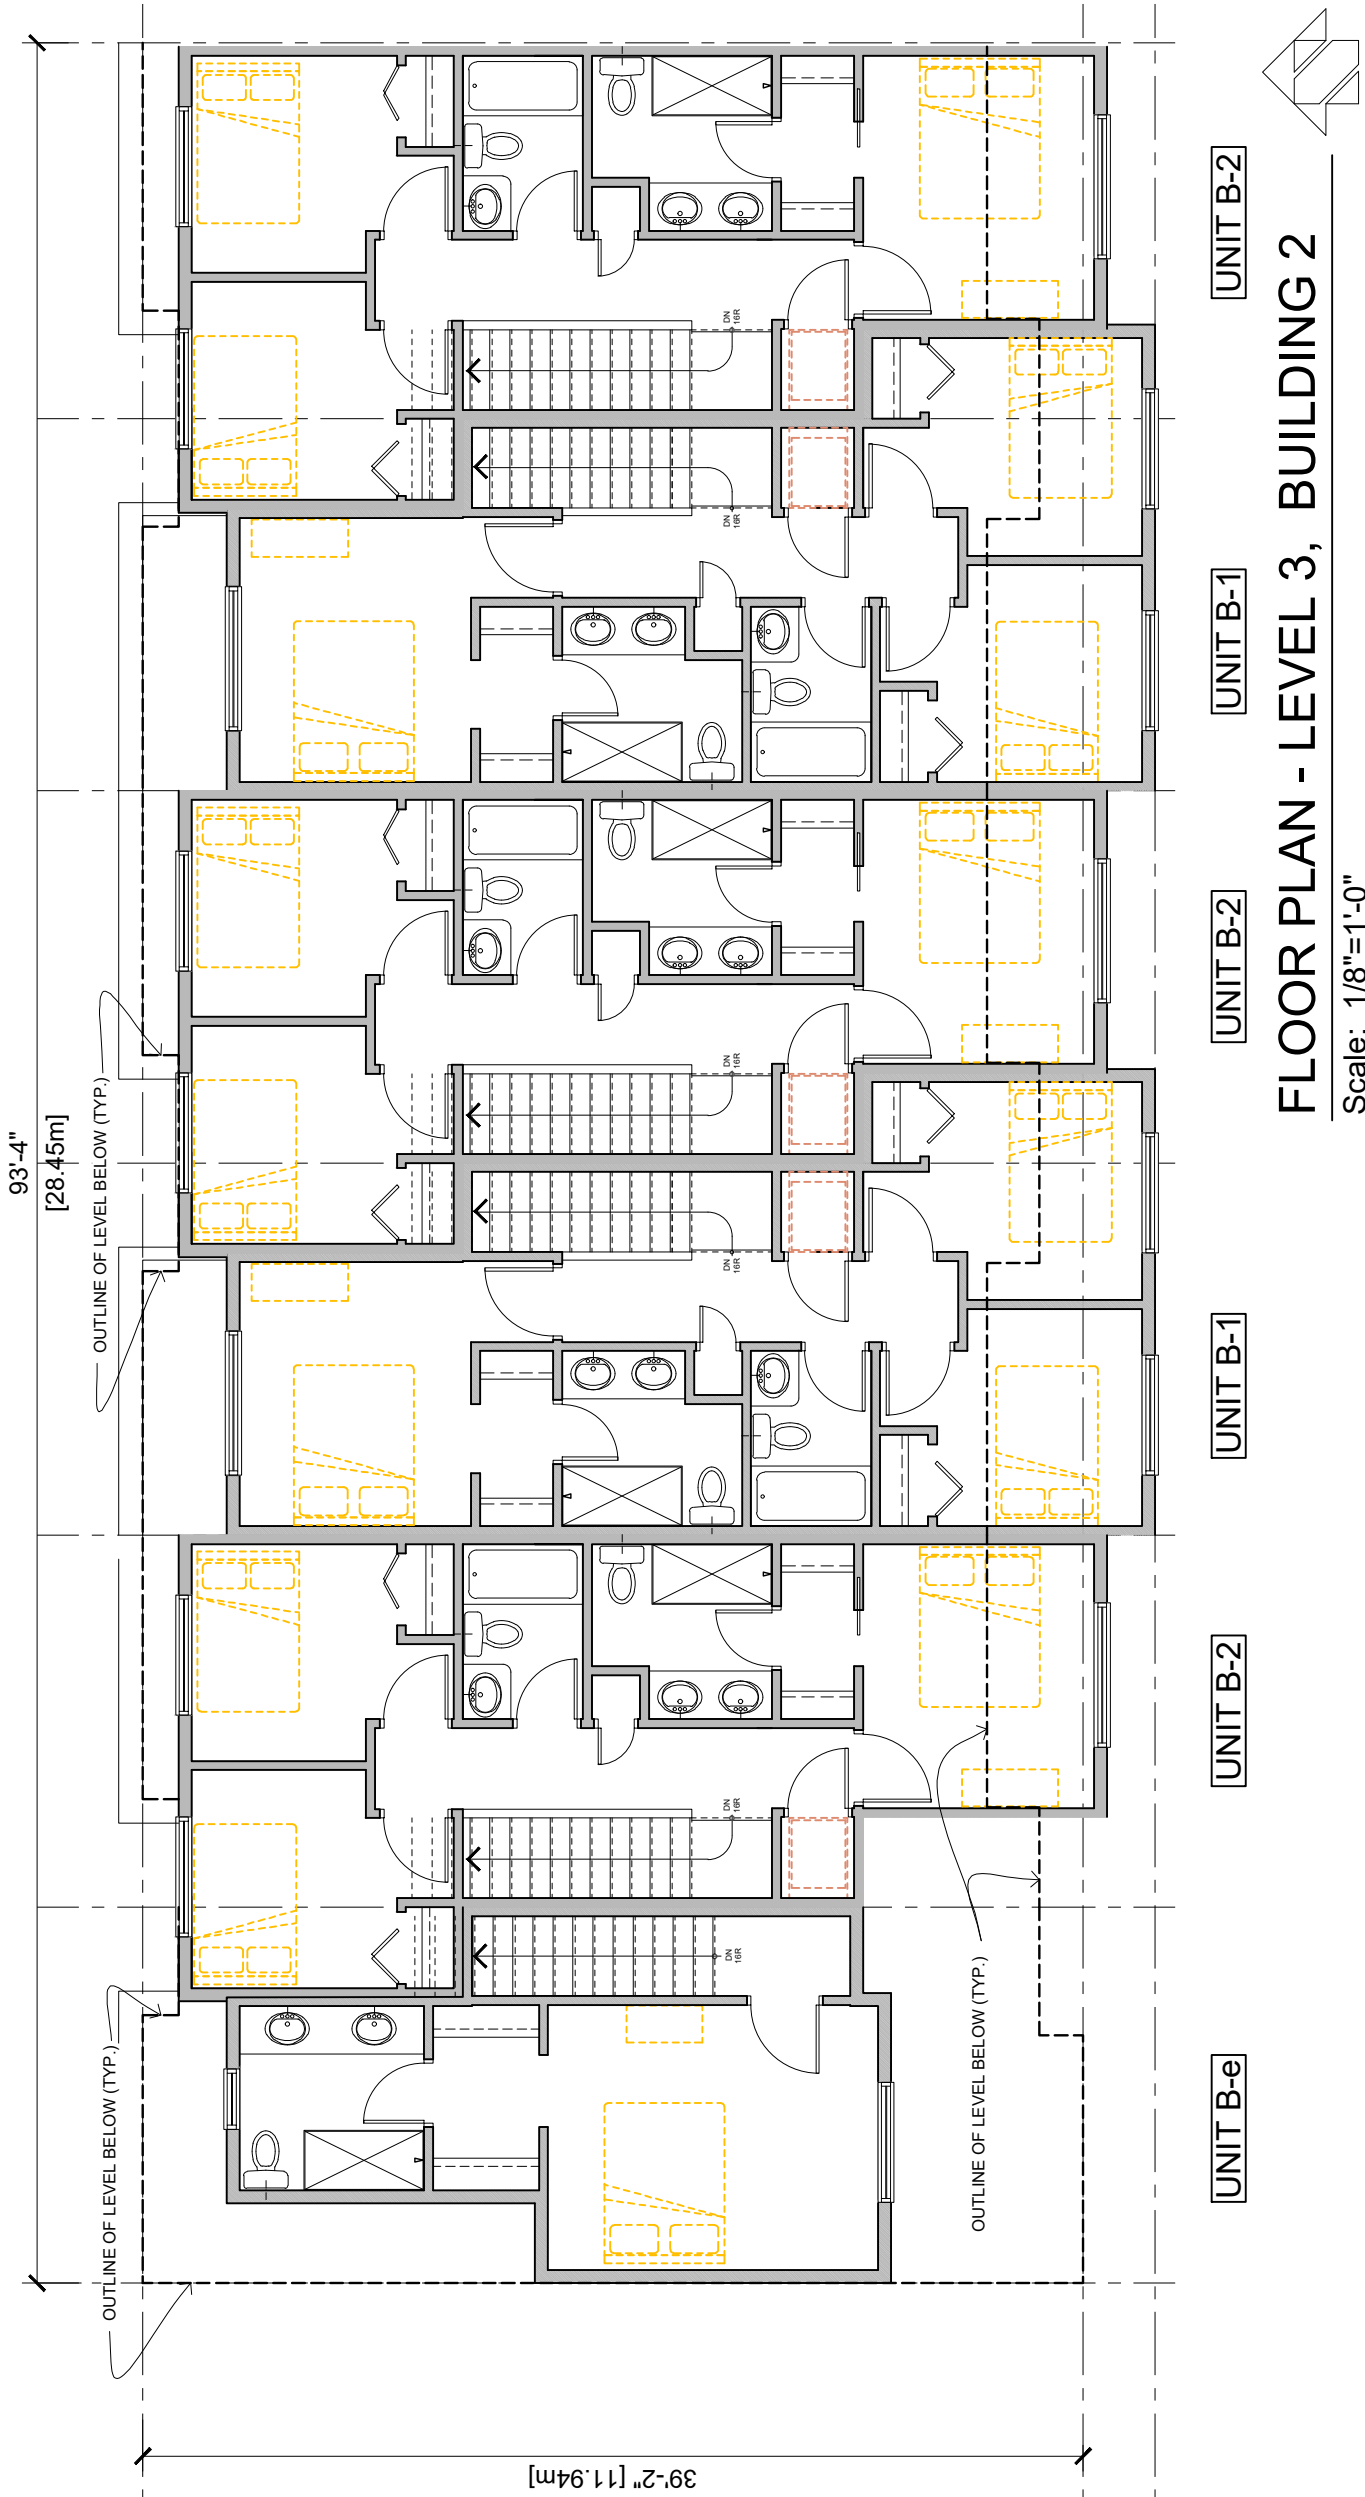 93'-4"
[28.45m]
OUTLINE OF LEVEL BELOW (TYP.)
OUTLINE OF LEVEL BELOW (TYP.)
OUTLINE OF LEVEL BELOW (TYP.)
39'-2" [11.94m]
DN
16R
DN
16R
DN
16R
DN
16R
DN
16R
DN
16R
UNIT B-e
UNIT B-2
UNIT B-1
UNIT B-2
UNIT B-1
UNIT B-2
FLOOR PLAN - LEVEL 3, BUILDING 2
Scale: 1/8"=1'-0"